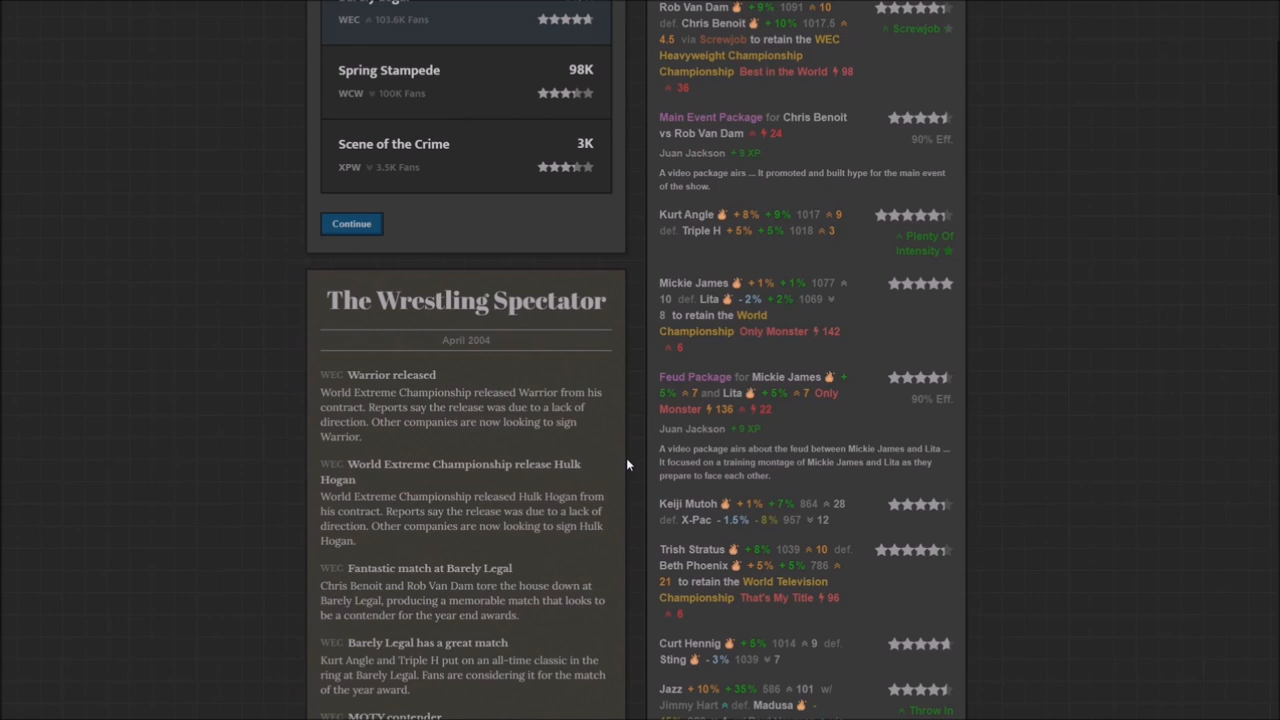 WEC 103.6K Fans
Spring Stampede 98K
WCW 100K Fans
Scene of the Crime 3K
XPW 3.5K Fans
Continue
The Wrestling Spectator
April 2004
WEC Warrior released
World Extreme Championship released Warrior from his
contract. Reports say the release was due to a lack of
direction. Other companies are now looking to sign
Warrior.
WEC World Extreme Championship release Hulk
Hogan
World Extreme Championship released Hulk Hogan from
his contract. Reports say the release was due to a lack of
direction. Other companies are now looking to sign Hulk
Hogan.
WEC Fantastic match at Barely Legal
Chris Benoit and Rob Van Dam tore the house down at
Barely Legal, producing a memorable match that looks to
be a contender for the year end awards.
WEC Barely Legal has a great match
Kurt Angle and Triple H put on an all-time classic in the
ring at Barely Legal. Fans are considering it for the match
of the year award.
MOTY contender
Rob Van Dam + 9% 1091 10
def. Chris Benoit + 10% 1017.5
4.5 via Screwjob to retain the WEC
Heavyweight Championship
Championship Best in the World 98
36
Screwjob
Main Event Package for Chris Benoit
vs Rob Van Dam 24
90% Eff.
Juan Jackson + 9 XP
A video package airs ... It promoted and built hype for the main event
of the show.
Kurt Angle + 8% + 9% 1017 9
def. Triple H + 5% + 5% 1018 3
Plenty Of
Intensity
Mickie James + 1% + 1% 1077
10 def. Lita - 2% + 2% 1069
8 to retain the World
Championship Only Monster 142
6
Feud Package for Mickie James +
5% 7 and Lita + 5% 7 Only
Monster 136 22
90% Eff.
Juan Jackson + 9 XP
A video package airs about the feud between Mickie James and Lita ...
It focused on a training montage of Mickie James and Lita as they
prepare to face each other.
Keiji Mutoh + 1% + 7% 864 28
def. X-Pac - 1.5% - 8% 957 12
Trish Stratus + 8% 1039 10 def.
Beth Phoenix + 5% + 5% 786
21 to retain the World Television
Championship That's My Title 96
6
Curt Hennig + 5% 1014 9 def.
Sting - 3% 1039 7
Jazz + 10% + 35% 586 101 w/
Jimmy Hart def. Madusa -
Throw In